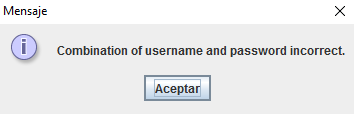 Mensaje
Combination of username and password incorrect.
Aceptar